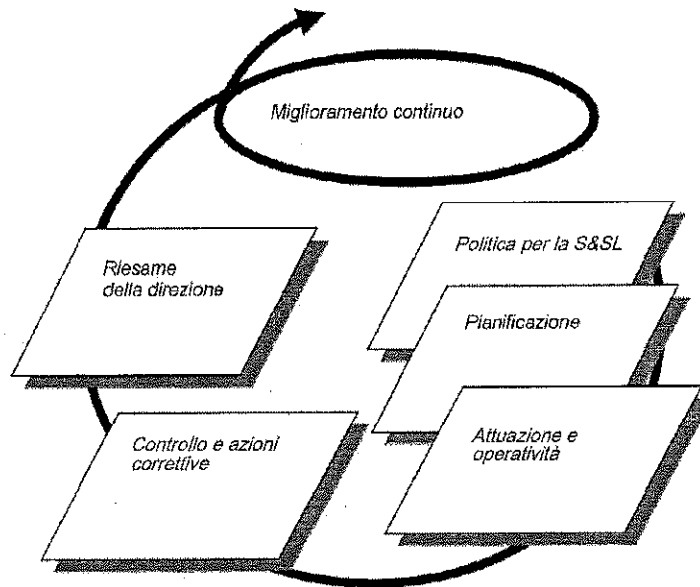 Miglioramento continuo
Politica per la S&SL
Pianificazione
Attuazione e
operatività
Controllo e azioni
correttive
Riesame
della direzione